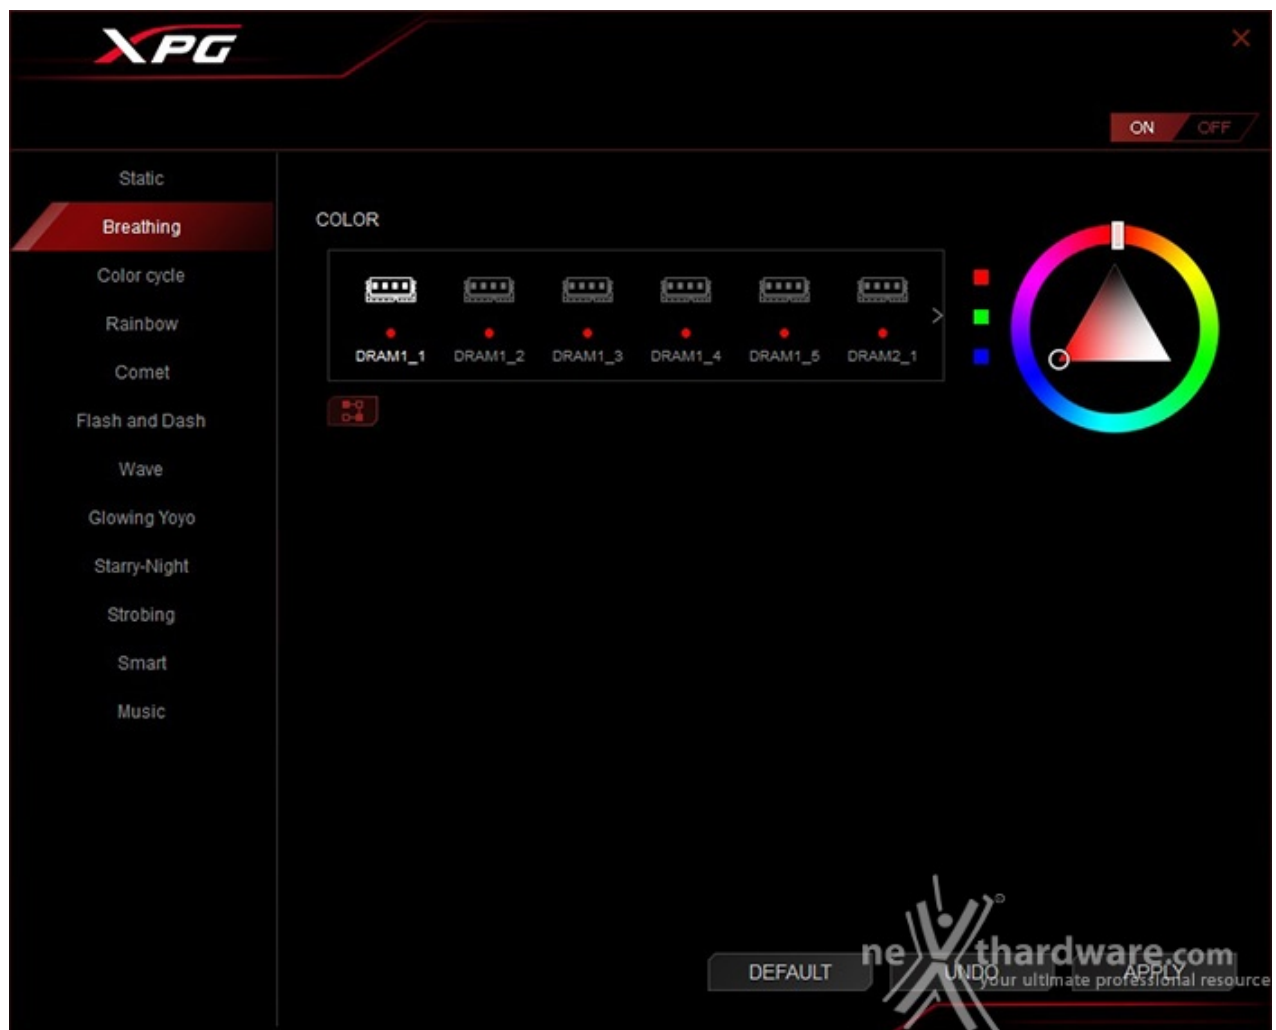 XPG
ON OFF
Static
Breathing
Color cycle
Rainbow
Comet
Flash and Dash
Wave
Glowing Yoyo
Starry-Night
Strobing
Smart
Music
COLOR
DRAM1_1 DRAM1_2 DRAM1_3 DRAM1_4 DRAM1_5 DRAM2_1
DEFAULT UNDO APPLY
neXthardware.com
your ultimate professional resource